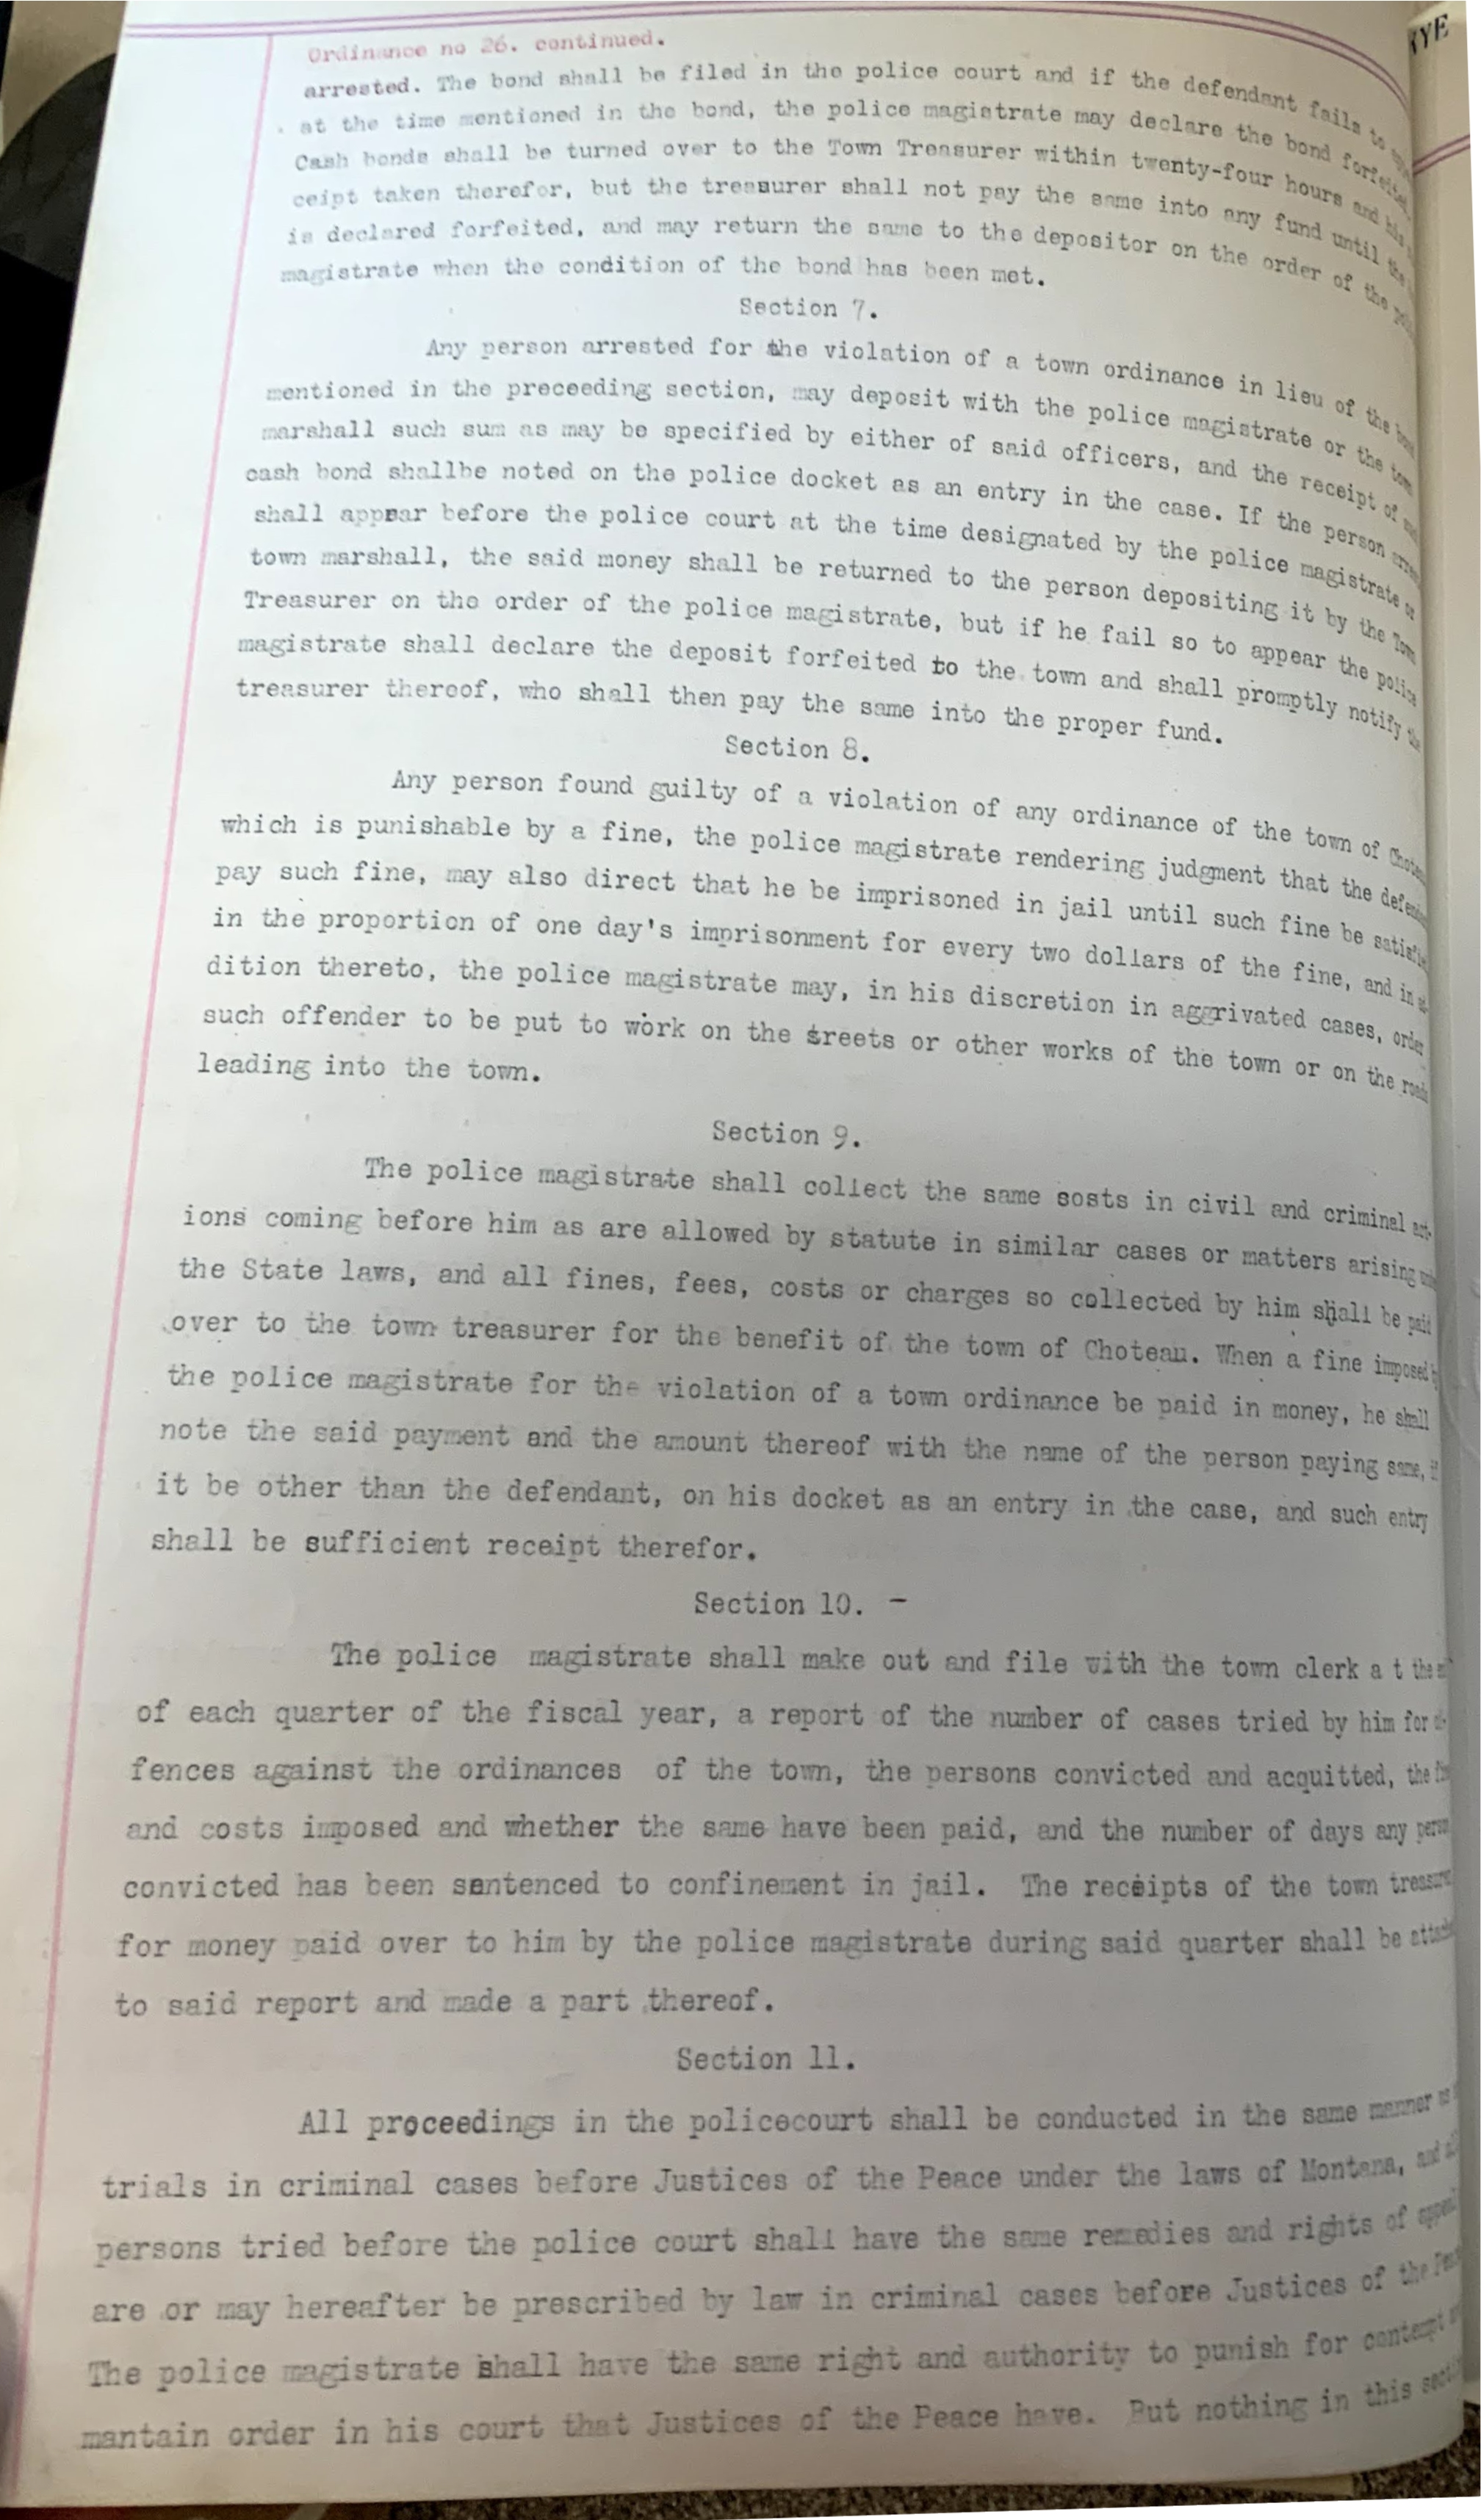 Ordinance no 26. continued.
arrested. The bond shall be filed in the police court and if the defendant fails to
at the time mentioned in the bond, the police magistrate may declare the bond forfeited.
Cash bonds shall be turned over to the Town Treasurer within twenty-four hours and his
ceipt taken therefor, but the treasurer shall not pay the same into any fund until the
is declared forfeited, and may return the same to the depositor on the order of the
magistrate when the condition of the bond has been met.
Section 7.
Any person arrested for the violation of a town ordinance in lieu of the
mentioned in the preceeding section, may deposit with the police magistrate or the town
marshall such sum as may be specified by either of said officers, and the receipt of
cash bond shallbe noted on the police docket as an entry in the case. If the person
shall appear before the police court at the time designated by the police magistrate or
town marshall, the said money shall be returned to the person depositing it by the Town
Treasurer on the order of the police magistrate, but if he fail so to appear the police
magistrate shall declare the deposit forfeited to the town and shall promptly notify the
treasurer thereof, who shall then pay the same into the proper fund.
Section 8.
Any person found guilty of a violation of any ordinance of the town of
which is punishable by a fine, the police magistrate rendering judgment that the
pay such fine, may also direct that he be imprisoned in jail until such fine be
in the proportion of one day's imprisonment for every two dollars of the fine, and in
dition thereto, the police magistrate may, in his discretion in aggrivated cases, order
such offender to be put to work on the sreets or other works of the town or on the
leading into the town.
Section 9.
The police magistrate shall collect the same sosts in civil and criminal act-
ions coming before him as are allowed by statute in similar cases or matters arising
the State laws, and all fines, fees, costs or charges so collected by him shall be paid
over to the town treasurer for the benefit of the town of Choteau. When a fine imposed
the police magistrate for the violation of a town ordinance be paid in money, he shall
note the said payment and the amount thereof with the name of the person paying same, if
it be other than the defendant, on his docket as an entry in the case, and such entry
shall be sufficient receipt therefor.
Section 10. -
The police magistrate shall make out and file with the town clerk a t the
of each quarter of the fiscal year, a report of the number of cases tried by him for
fences against the ordinances of the town, the persons convicted and acquitted, the
and costs imposed and whether the same have been paid, and the number of days any
convicted has been sentenced to confinement in jail. The receipts of the town
for money paid over to him by the police magistrate during said quarter shall be
to said report and made a part thereof.
Section 11.
All proceedings in the policecourt shall be conducted in the same manner as
trials in criminal cases before Justices of the Peace under the laws of Montana, and
persons tried before the police court shall have the same remedies and rights of
are or may hereafter be prescribed by law in criminal cases before Justices of the
The police magistrate shall have the same right and authority to punish for contempt
mantain order in his court that Justices of the Peace have. But nothing in this